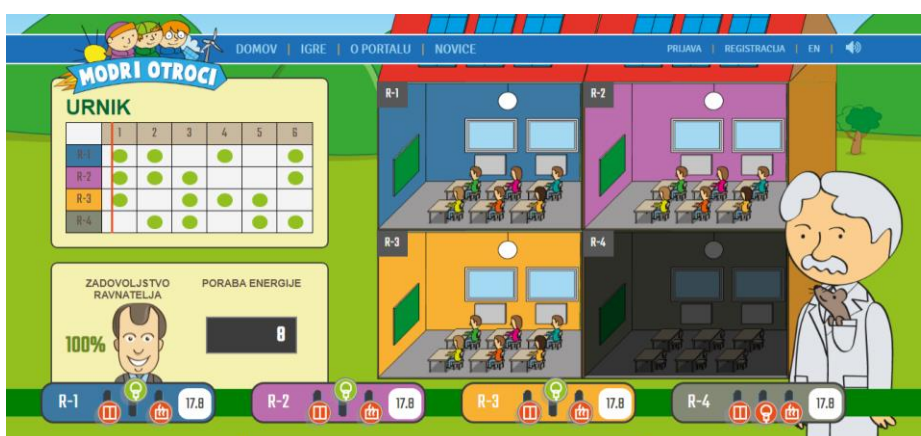 MODRI OTROCI
DOMOV | IGRE | O PORTALU | NOVICE
PRIJAVA | REGISTRACIJA | EN |
URNIK
1 2 3 4 5 6
R-1
R-2
R-3
R-4
ZADOVOLJSTVO
RAVNATELJA
100%
PORABA ENERGIJE
8
R-1
R-2
R-3
R-4
R-1 17.8
R-2 17.8
R-3 17.8
R-4 17.8